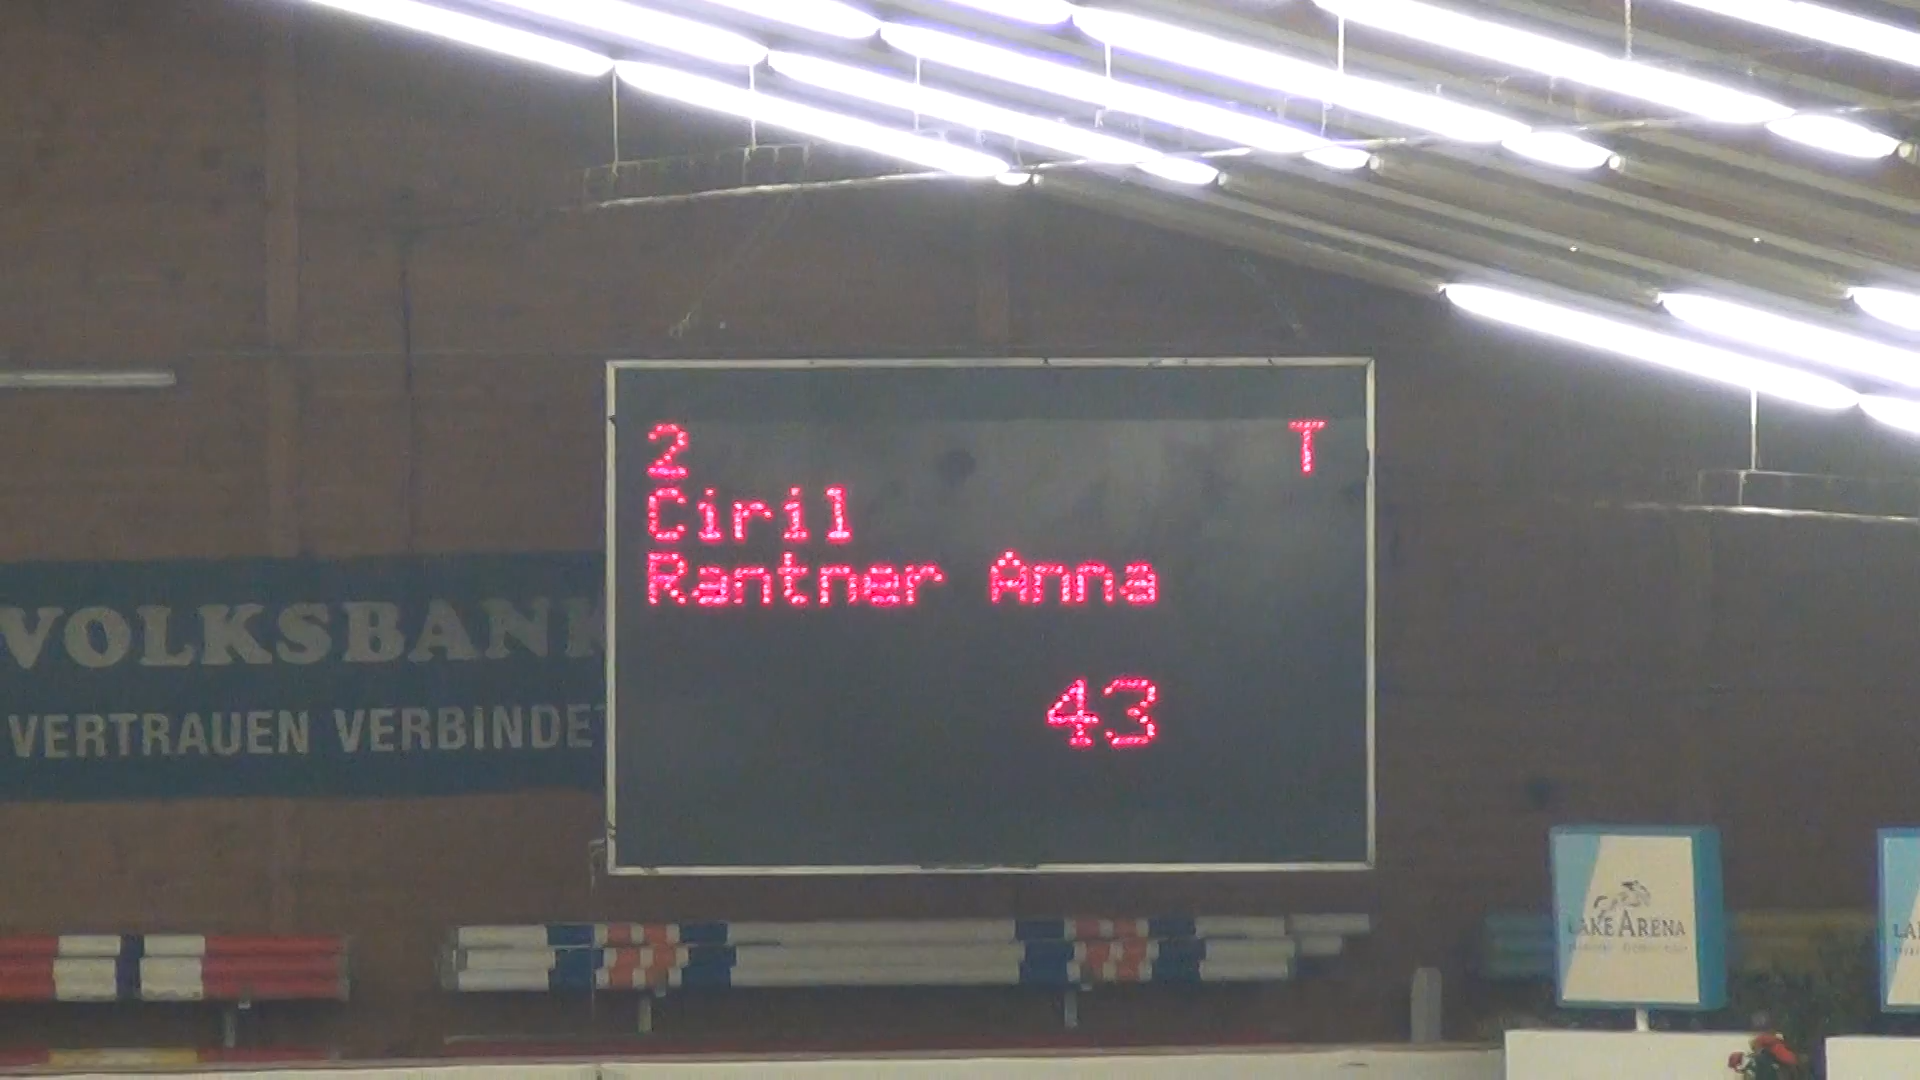 2 T
Ciril
Rantner Anna
43
VOLKSBANK
VERTRAUEN VERBINDET
LAKE ARENA